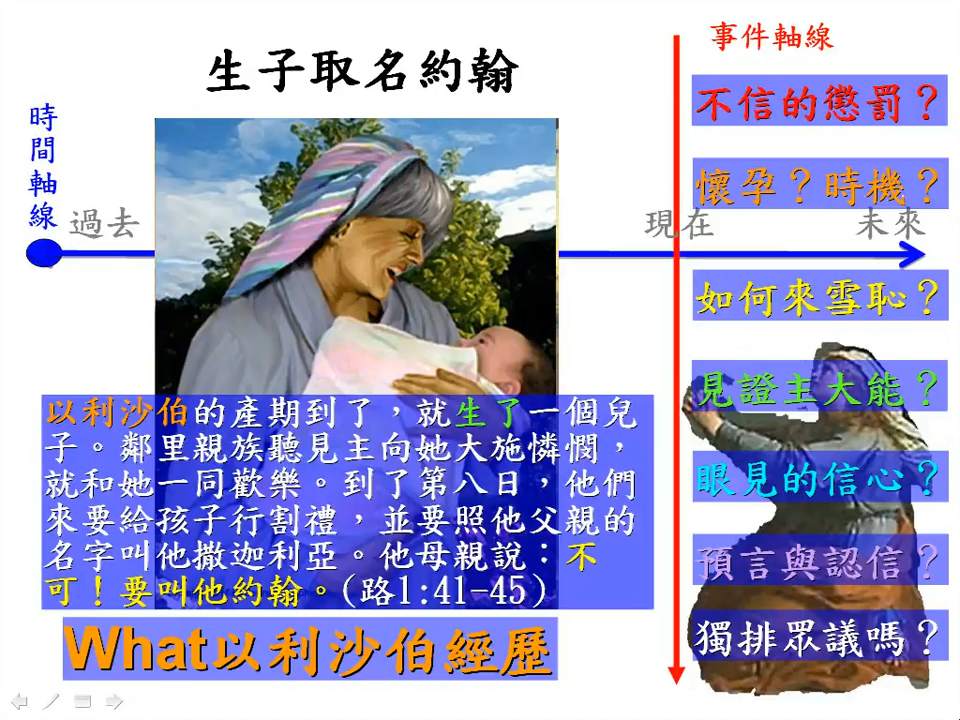 生子取名約翰
事件軸線
時間軸線
過去
現在
未來
不信的懲罰？
懷孕？時機？
如何來雪恥？
見證主大能？
眼見的信心？
預言與認信？
獨排眾議嗎？
以利沙伯的產期到了，就生了一個兒
子。鄰里親族聽見主向她大施憐憫，
就和她一同歡樂。到了第八日，他們
來要給孩子行割禮，並要照他父親的
名字叫他撒迦利亞。他母親說：不
可！要叫他約翰。(路1:41-45)
What以利沙伯經歷